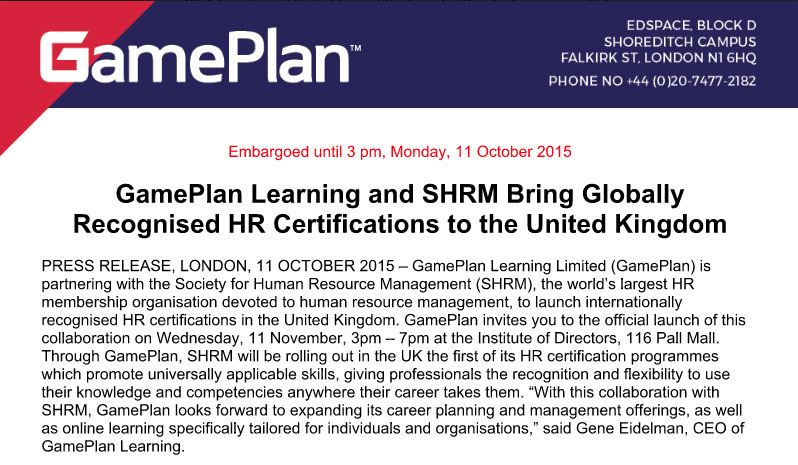 GamePlan™
EDSPACE, BLOCK D
SHOREDITCH CAMPUS
FALKIRK ST, LONDON N1 6HQ
PHONE NO +44 (0)20-7477-2182
Embargoed until 3 pm, Monday, 11 October 2015
GamePlan Learning and SHRM Bring Globally
Recognised HR Certifications to the United Kingdom
PRESS RELEASE, LONDON, 11 OCTOBER 2015 – GamePlan Learning Limited (GamePlan) is
partnering with the Society for Human Resource Management (SHRM), the world’s largest HR
membership organisation devoted to human resource management, to launch internationally
recognised HR certifications in the United Kingdom. GamePlan invites you to the official launch of this
collaboration on Wednesday, 11 November, 3pm – 7pm at the Institute of Directors, 116 Pall Mall.
Through GamePlan, SHRM will be rolling out in the UK the first of its HR certification programmes
which promote universally applicable skills, giving professionals the recognition and flexibility to use
their knowledge and competencies anywhere their career takes them. “With this collaboration with
SHRM, GamePlan looks forward to expanding its career planning and management offerings, as well
as online learning specifically tailored for individuals and organisations,” said Gene Eidelman, CEO of
GamePlan Learning.